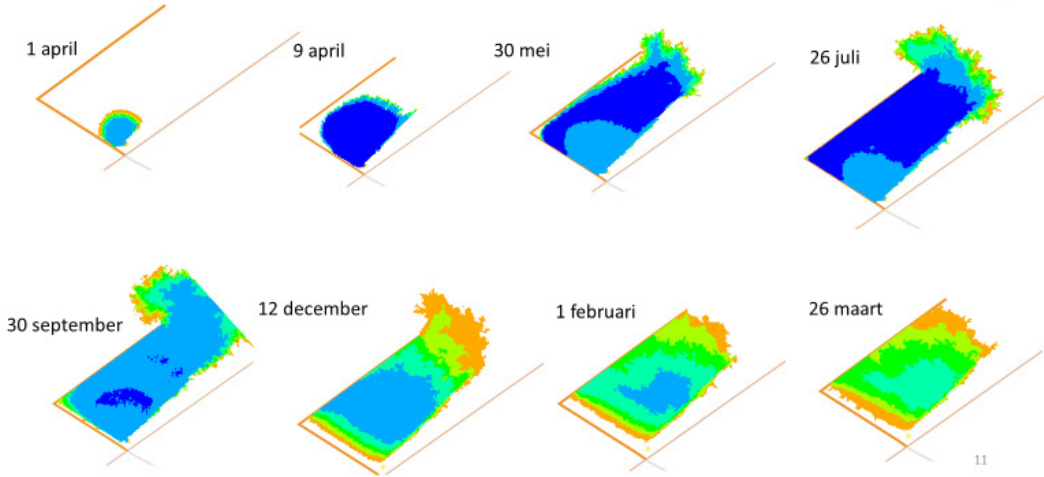 1 april
9 april
30 mei
26 juli
30 september
12 december
1 februari
26 maart
11